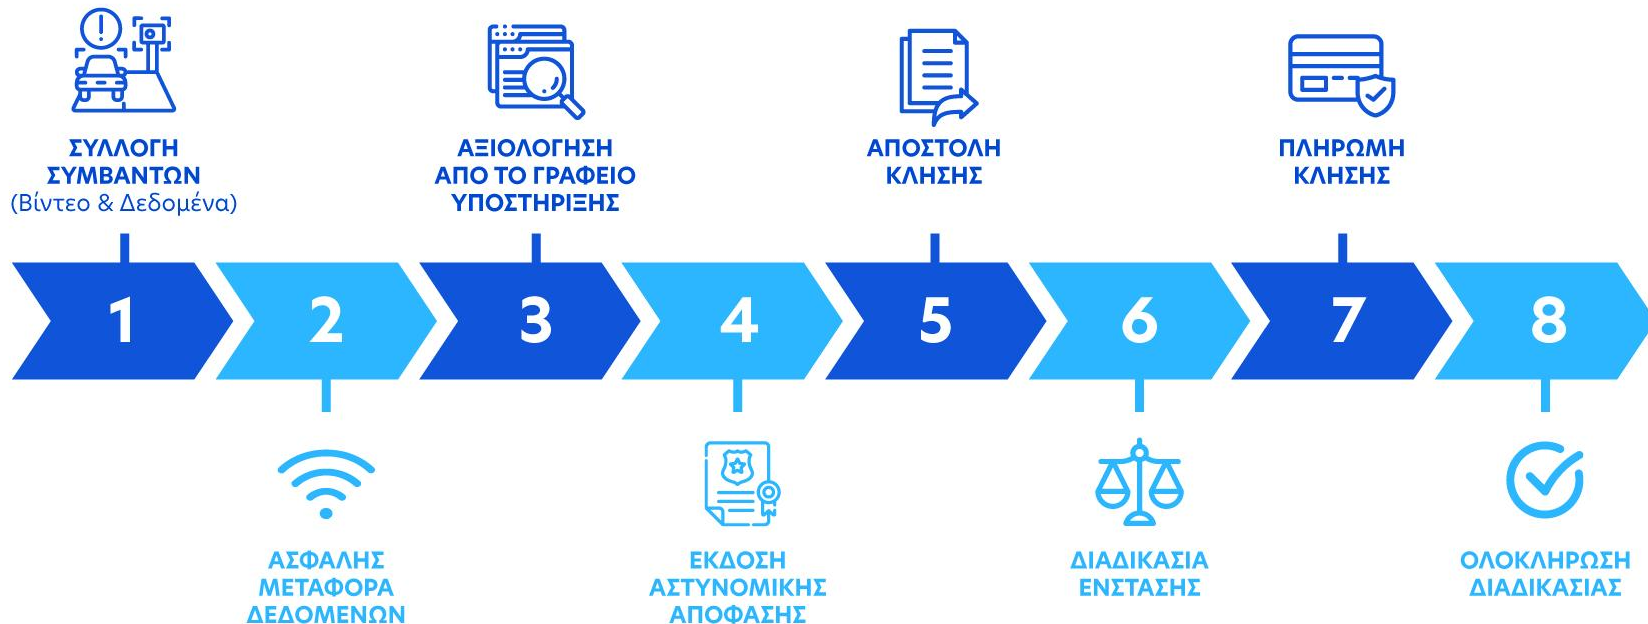 ΣΥΛΛΟΓΗ
ΣΥΜΒΑΝΤΩΝ
(Βίντεο & Δεδομένα)
ΑΞΙΟΛΟΓΗΣΗ
ΑΠΟ ΤΟ ΓΡΑΦΕΙΟ
ΥΠΟΣΤΗΡΙΞΗΣ
ΑΠΟΣΤΟΛΗ
ΚΛΗΣΗΣ
ΠΛΗΡΩΜΗ
ΚΛΗΣΗΣ
1 2 3 4 5 6 7 8
ΑΣΦΑΛΗΣ
ΜΕΤΑΦΟΡΑ
ΔΕΔΟΜΕΝΩΝ
ΕΚΔΟΣΗ
ΑΣΤΥΝΟΜΙΚΗΣ
ΑΠΟΦΑΣΗΣ
ΔΙΑΔΙΚΑΣΙΑ
ΕΝΣΤΑΣΗΣ
ΟΛΟΚΛΗΡΩΣΗ
ΔΙΑΔΙΚΑΣΙΑΣ